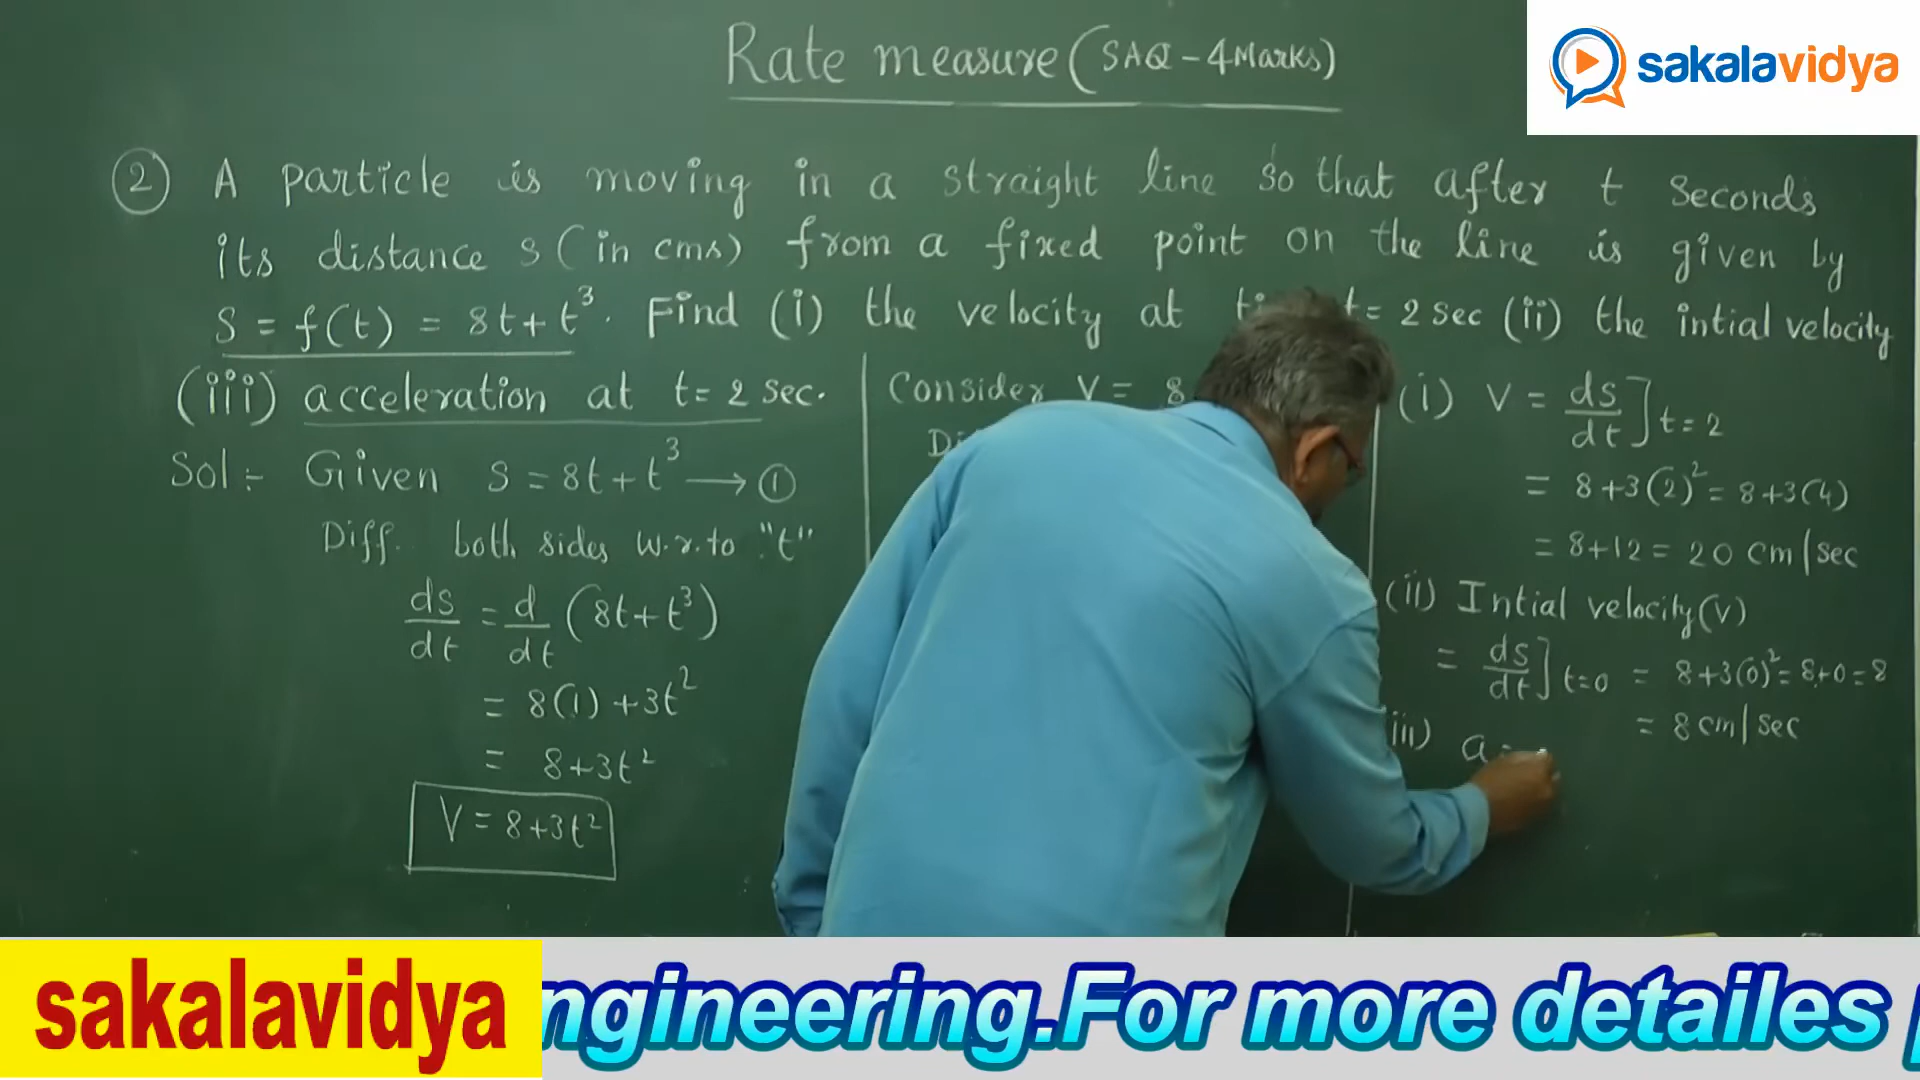 Rate measure (SAQ - 4 Marks)
sakalavidya
② A particle is moving in a straight line so that after t seconds
its distance s (in cms) from a fixed point on the line is given by
S = f(t) = 8t + t³. Find (i) the velocity at t= 2 sec (ii) the intial velocity
(iii) acceleration at t= 2 sec.
Sol :- Given s = 8t + t³ → ①
Diff. both sides w.r.to "t"
ds/dt = d/dt (8t + t³)
= 8(1) + 3t²
= 8+3t²
V = 8+3t²
Consider V = 8
(i) V = ds/dt ] t = 2
= 8+3(2)² = 8+3(4)
= 8+12 = 20 cm/sec
(ii) Intial velocity (V)
= ds/dt ] t=0 = 8+3(0)² = 8+0 = 8
= 8 cm/sec
iii) a
sakalavidya
ngineering.For more detailes